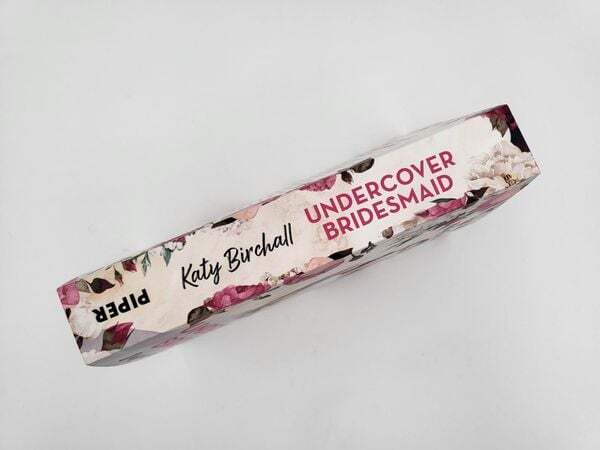 PIPER
Katy Birchall
UNDERCOVER
BRIDESMAID